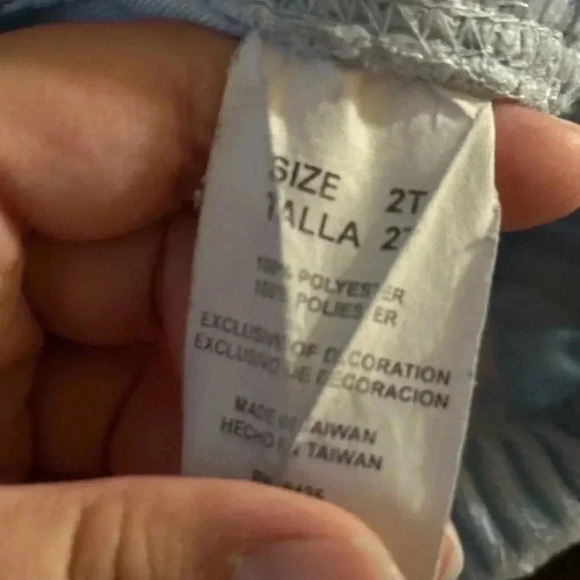 SIZE 2T
TALLA 2T
100% POLYESTER
100% POLIESTER
EXCLUSIVE OF DECORATION
EXCLUSIVO DE DECORACION
MADE IN TAIWAN
HECHO EN TAIWAN